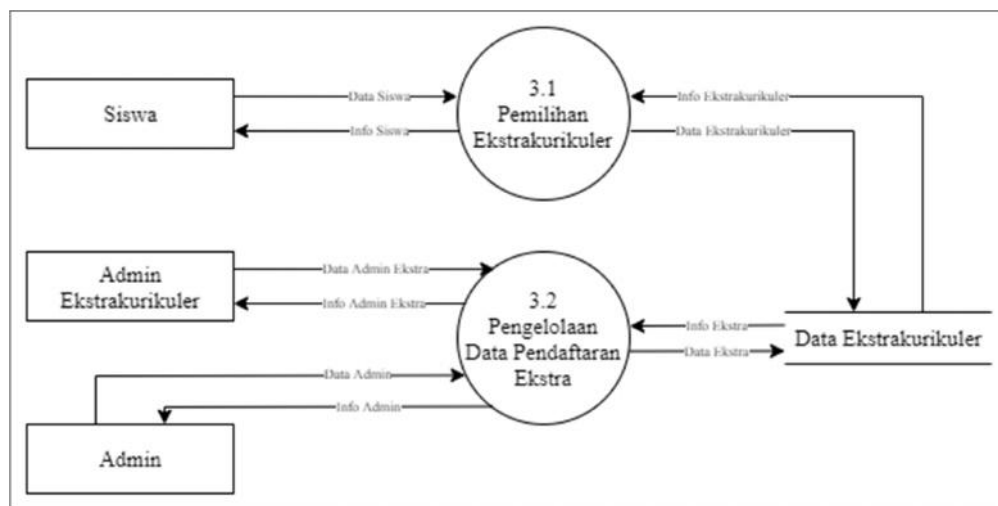 Siswa
Data Siswa
Info Siswa
3.1
Pemilihan
Ekstrakurikuler
Info Ekstrakurikuler
Data Ekstrakurikuler
Admin
Ekstrakurikuler
Data Admin Ekstra
Info Admin Ekstra
3.2
Pengelolaan
Data Pendaftaran
Ekstra
Info Ekstra
Data Ekstra
Data Ekstrakurikuler
Data Admin
Info Admin
Admin